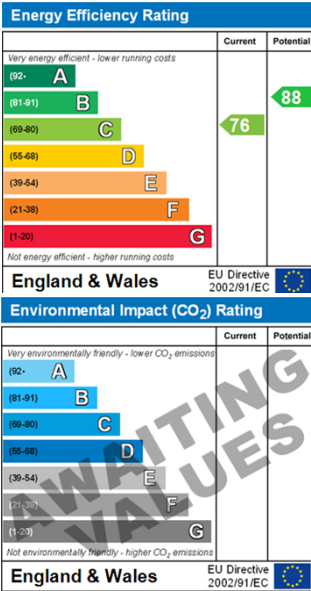 Energy Efficiency Rating
Current Potential
Very energy efficient - lower running costs
(92- A
(81-91) B
(69-80) C
(55-68) D
(39-54) E
(21-38) F
(1-20) G
76
88
Not energy efficient - higher running costs
England & Wales
EU Directive
2002/91/EC
Environmental Impact (CO₂) Rating
Current Potential
Very environmentally friendly - lower CO₂ emissions
(92- A
(81-91) B
(69-80) C
(55-68) D
(39-54) E
(21-38) F
(1-20) G
AWAITING
VALUES
Not environmentally friendly - higher CO₂ emissions
England & Wales
EU Directive
2002/91/EC